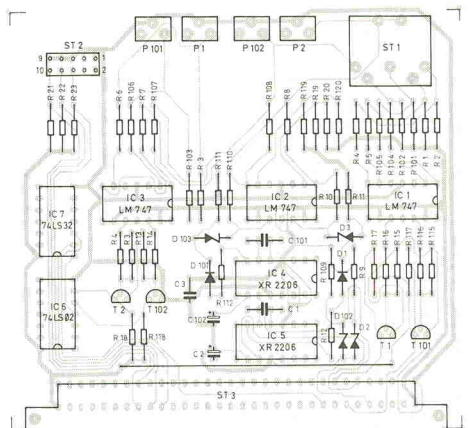 P 101
P 1
P 102
P 2
ST 1
ST 2
9
1
10
2
R 21
R 22
R 23
R 6
R 106
R 7
R 107
R 108
R 8
R 119
R 19
R 20
R 120
R 103
R 3
R 111
R 110
R 4
R 5
R 105
R 104
R 102
R 101
R 1
R 2
IC 7
74LS32
IC 3
LM 747
IC 2
LM 747
R 10
R 11
IC 1
LM 747
D 103
C 101
D 3
R 17
R 16
R 15
R 117
R 116
R 115
R 13
R 14
D 101
C 3
R 112
IC 4
XR 2206
R 109
D 1
R 9
IC 6
74LS02
T 2
T 102
C 102
C 1
C 2
IC 5
XR 2206
R 12
D 102
D 2
T 1
T 101
R 18
R 118
ST 3